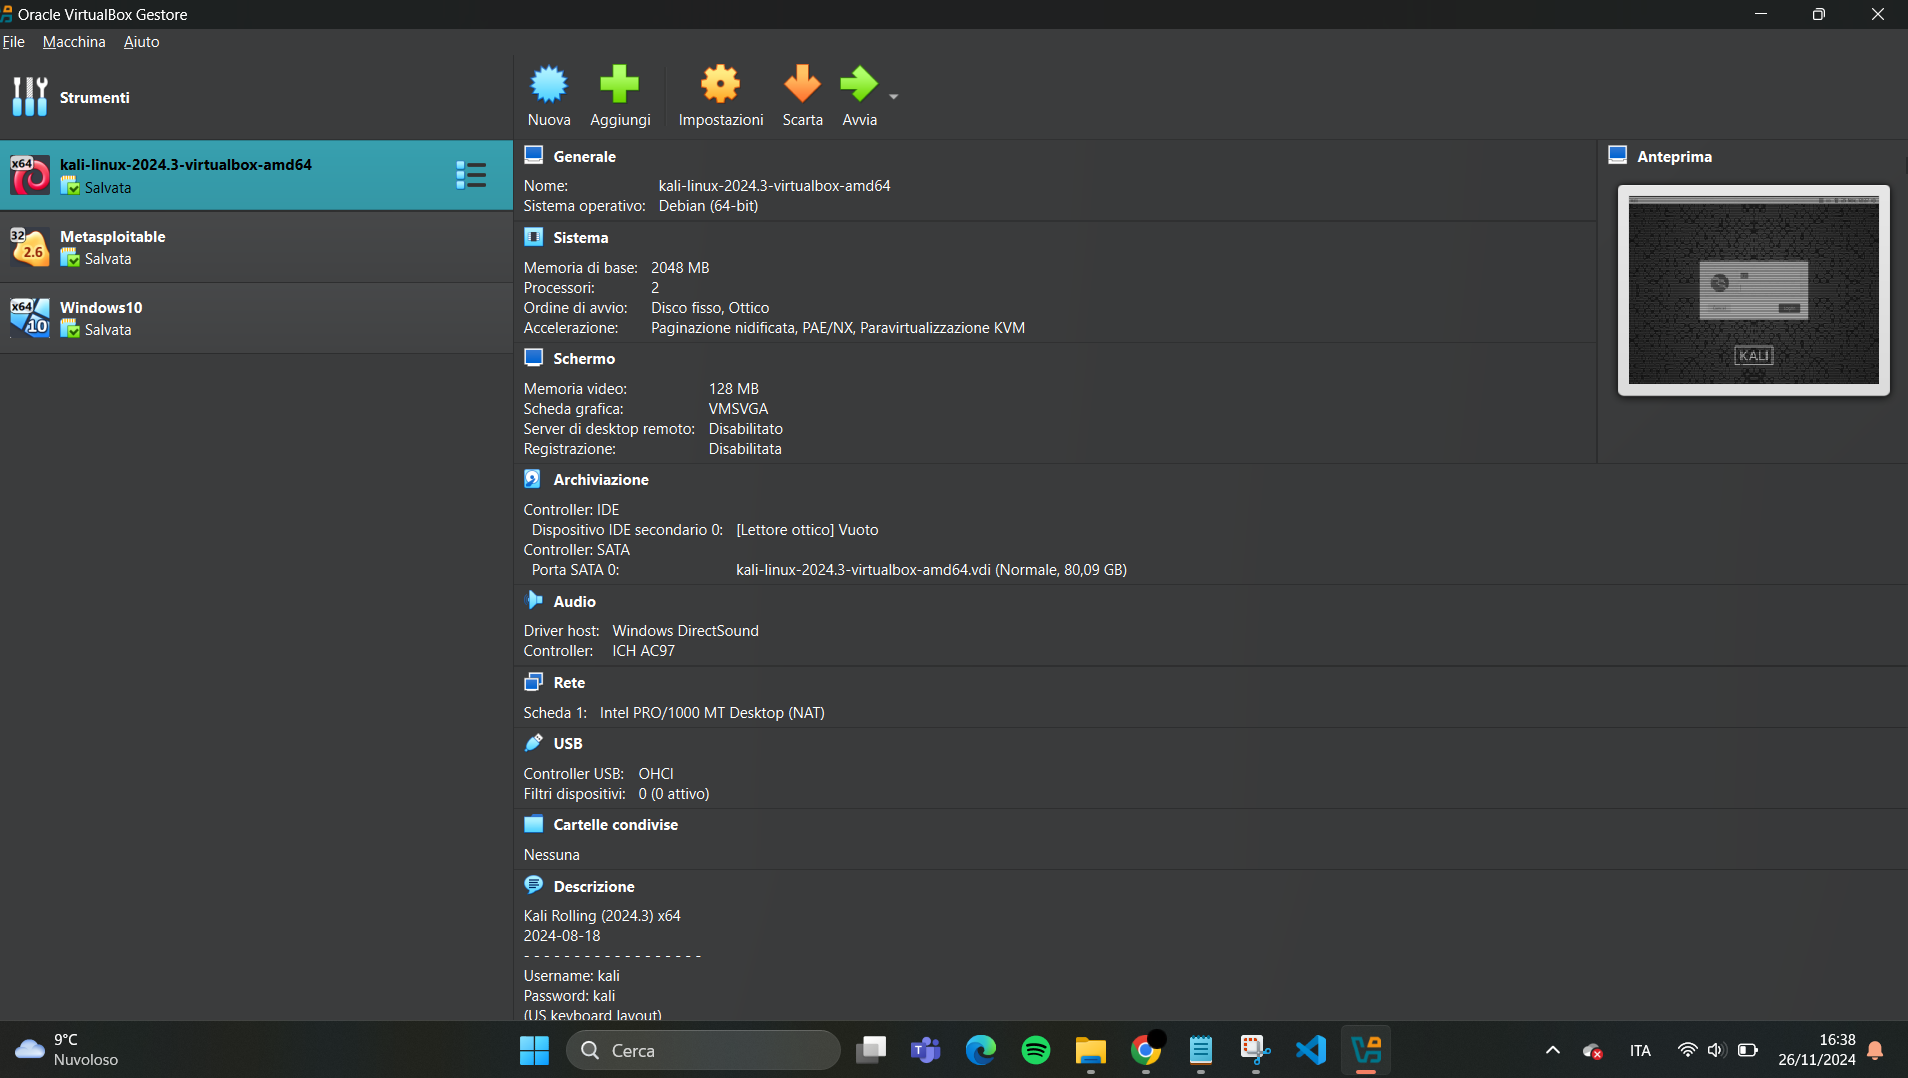 Oracle VirtualBox Gestore
File Macchina Aiuto
Strumenti
Nuova Aggiungi Impostazioni Scarta Avvia
x64 kali-linux-2024.3-virtualbox-amd64
Salvata
32 2.6 Metasploitable
Salvata
x64 10 Windows10
Salvata
Generale
Nome: kali-linux-2024.3-virtualbox-amd64
Sistema operativo: Debian (64-bit)
Sistema
Memoria di base: 2048 MB
Processori: 2
Ordine di avvio: Disco fisso, Ottico
Accelerazione: Paginazione nidificata, PAE/NX, Paravirtualizzazione KVM
Schermo
Memoria video: 128 MB
Scheda grafica: VMSVGA
Server di desktop remoto: Disabilitato
Registrazione: Disabilitata
Anteprima
KALI
Archiviazione
Controller: IDE
Dispositivo IDE secondario 0: [Lettore ottico] Vuoto
Controller: SATA
Porta SATA 0: kali-linux-2024.3-virtualbox-amd64.vdi (Normale, 80,09 GB)
Audio
Driver host: Windows DirectSound
Controller: ICH AC97
Rete
Scheda 1: Intel PRO/1000 MT Desktop (NAT)
USB
Controller USB: OHCI
Filtri dispositivi: 0 (0 attivo)
Cartelle condivise
Nessuna
Descrizione
Kali Rolling (2024.3) x64
2024-08-18
- - - - - - - - - - - - - - - - - -
Username: kali
Password: kali
(US keyboard layout)
9°C
Nuvoloso
Cerca
ITA
16:38
26/11/2024